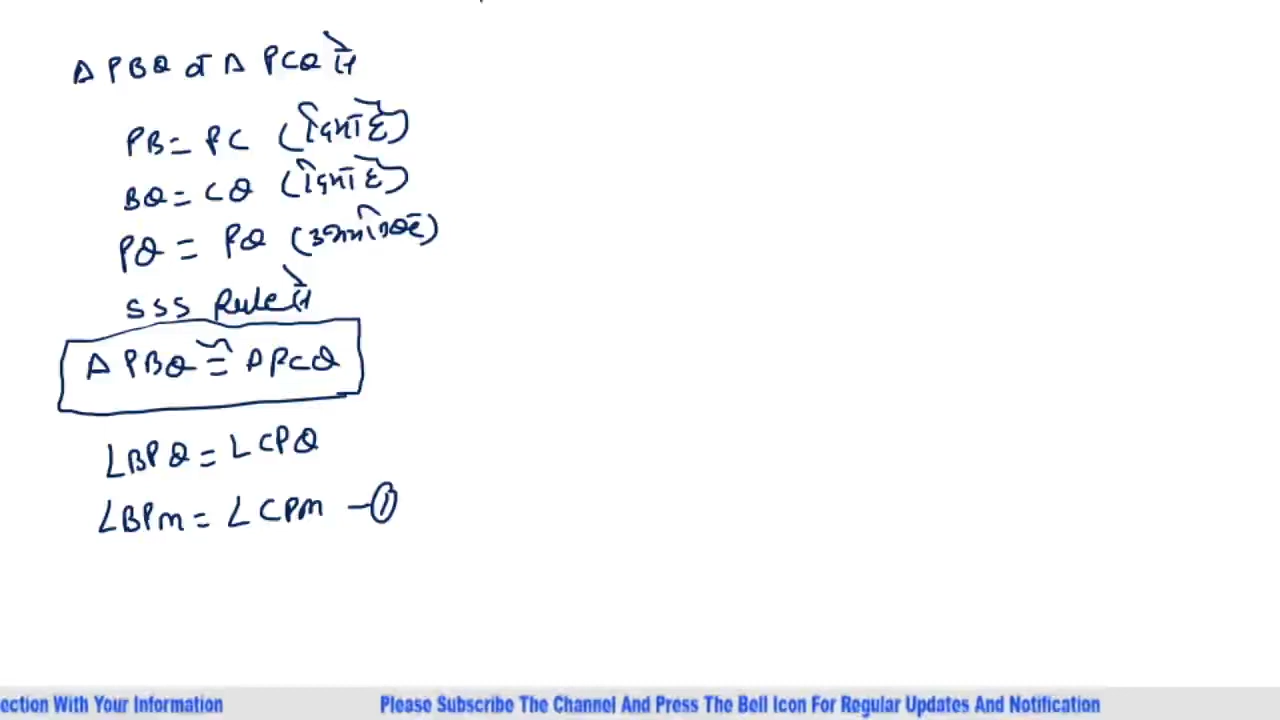 Δ PBQ व Δ PCQ में
PB = PC (दिया है)
BQ = CQ (दिया है)
PQ = PQ (उभयनिष्ठ)
SSS Rule से
Δ PBQ ≅ Δ PCQ
∠BPQ = ∠CPQ
∠BPM = ∠CPM —①
ection With Your Information Please Subscribe The Channel And Press The Bell Icon For Regular Updates And Notification